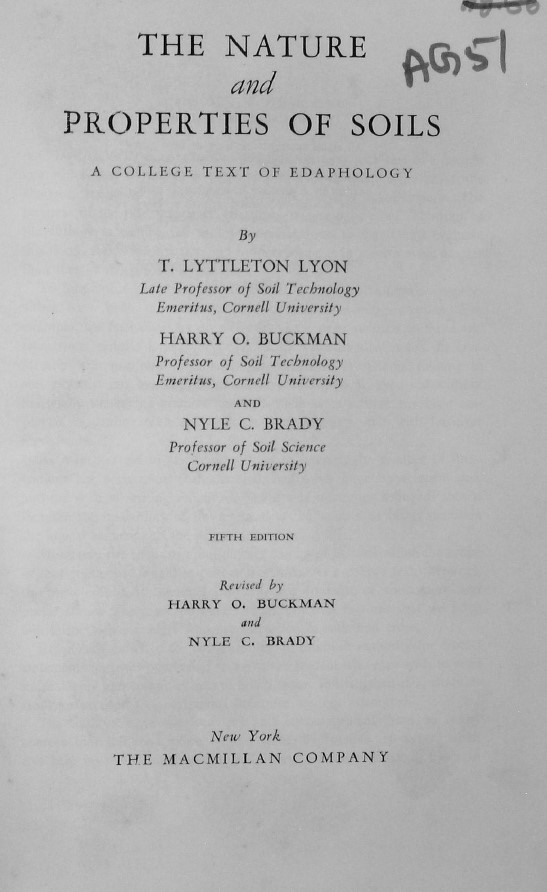 THE NATURE
AG51
and
PROPERTIES OF SOILS
A COLLEGE TEXT OF EDAPHOLOGY
By
T. LYTTLETON LYON
Late Professor of Soil Technology
Emeritus, Cornell University
HARRY O. BUCKMAN
Professor of Soil Technology
Emeritus, Cornell University
AND
NYLE C. BRADY
Professor of Soil Science
Cornell University
FIFTH EDITION
Revised by
HARRY O. BUCKMAN
and
NYLE C. BRADY
New York
THE MACMILLAN COMPANY